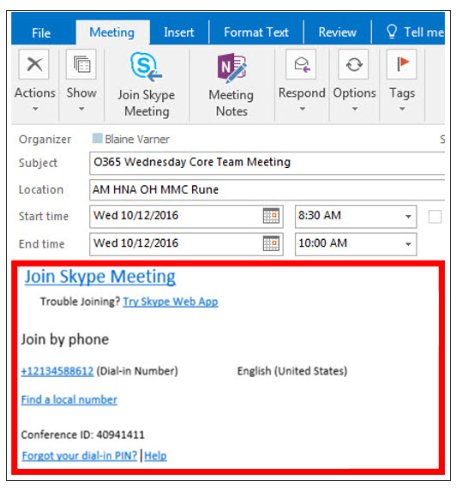 File Meeting Insert Format Text Review Tell me
Actions Show Join Skype Meeting Meeting Notes Respond Options Tags
Organizer Blaine Varner S
Subject O365 Wednesday Core Team Meeting
Location AM HNA OH MMC Rune
Start time Wed 10/12/2016 8:30 AM
End time Wed 10/12/2016 10:00 AM
Join Skype Meeting
Trouble Joining? Try Skype Web App
Join by phone
+12134588612 (Dial-in Number) English (United States)
Find a local number
Conference ID: 40941411
Forgot your dial-in PIN? | Help